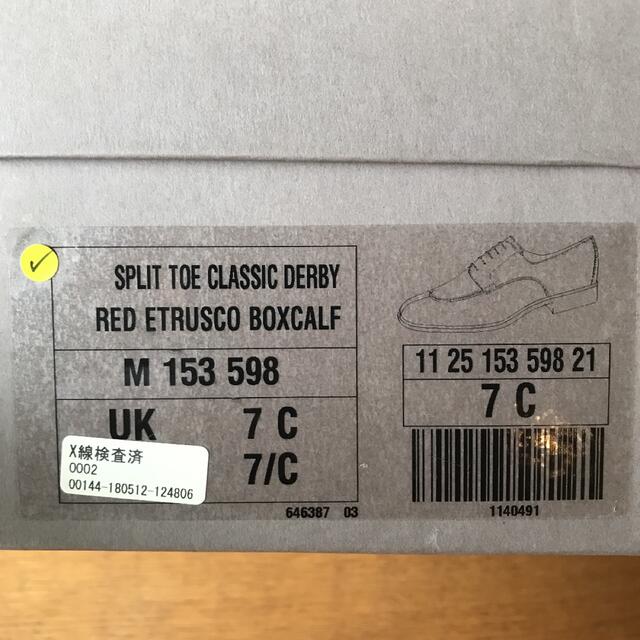 SPLIT TOE CLASSIC DERBY
RED ETRUSCO BOXCALF
M 153 598
UK 7 C
7/C
X線検査済
0002
00144-180512-124806
646387 03
11 25 153 598 21
7 C
1140491